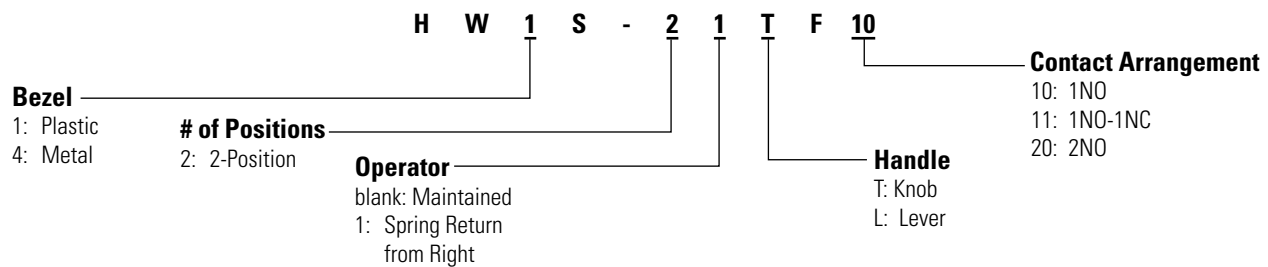 H W 1 S - 2 1 T F 10
Bezel
1: Plastic
4: Metal
# of Positions
2: 2-Position
Operator
blank: Maintained
1: Spring Return
from Right
Handle
T: Knob
L: Lever
Contact Arrangement
10: 1NO
11: 1NO-1NC
20: 2NO